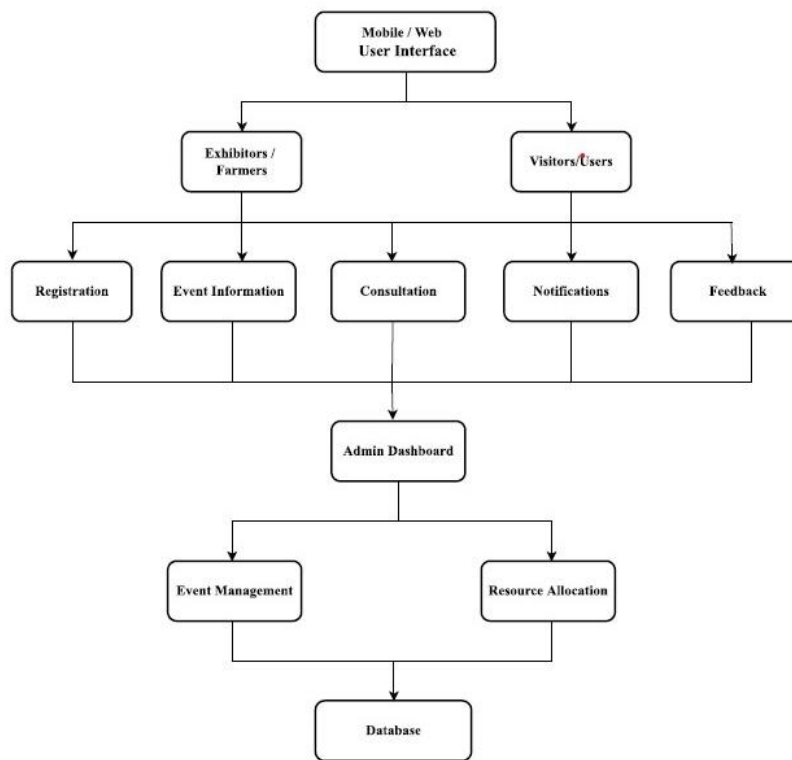 Mobile / Web
User Interface
Exhibitors /
Farmers
Visitors/Users
Registration
Event Information
Consultation
Notifications
Feedback
Admin Dashboard
Event Management
Resource Allocation
Database